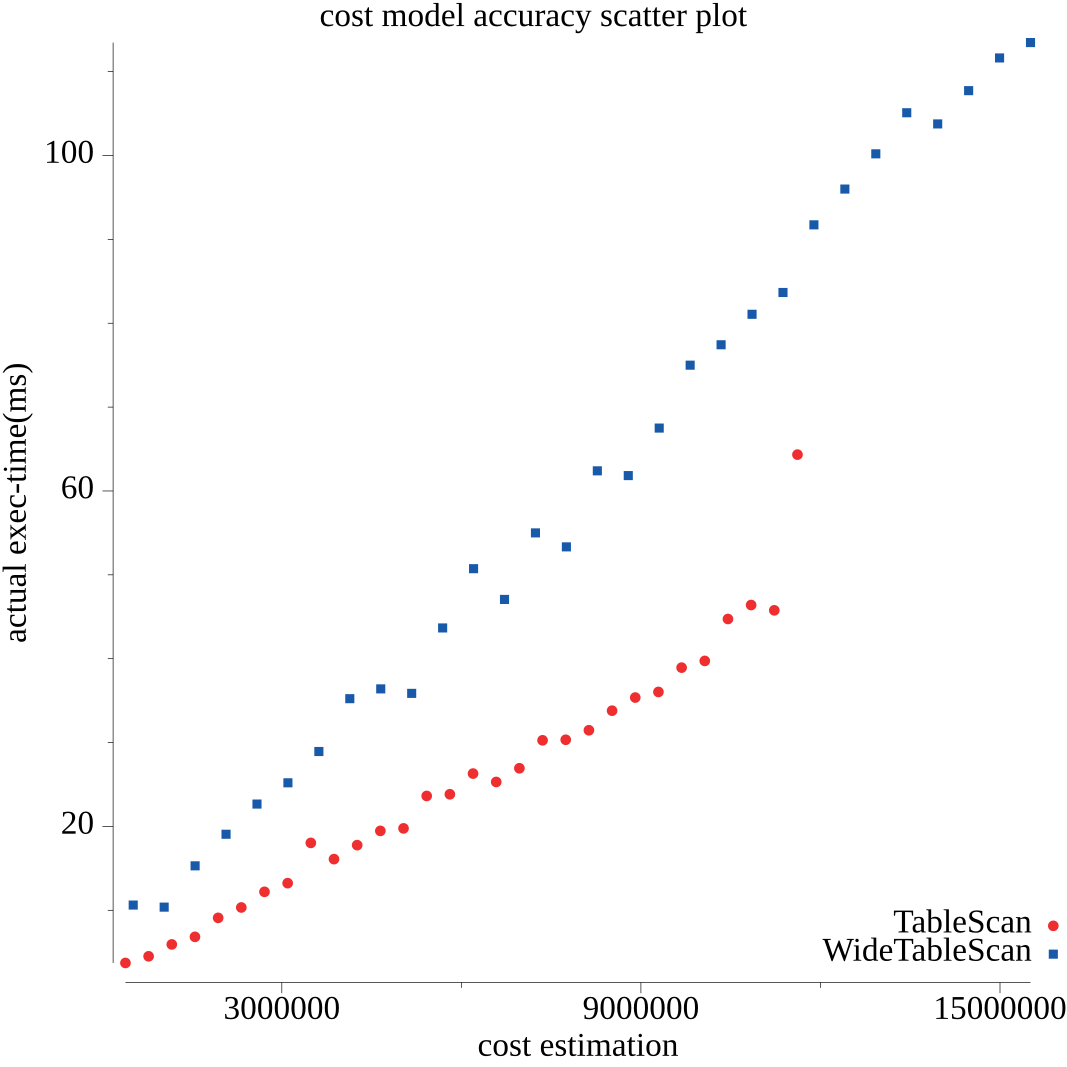 cost model accuracy scatter plot
100
60
20
actual exec-time(ms)
TableScan
WideTableScan
3000000 9000000 15000000
cost estimation